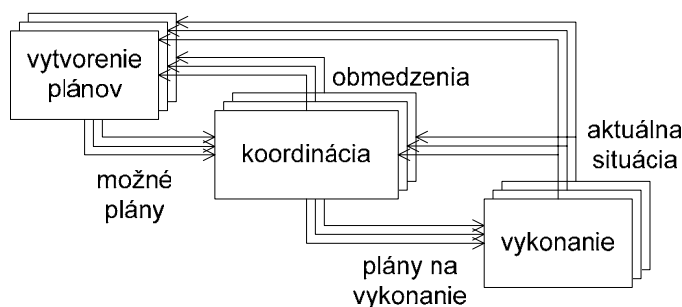 vytvorenie
plánov
obmedzenia
koordinácia
aktuálna
situácia
možné
plány
vykonanie
plány na
vykonanie